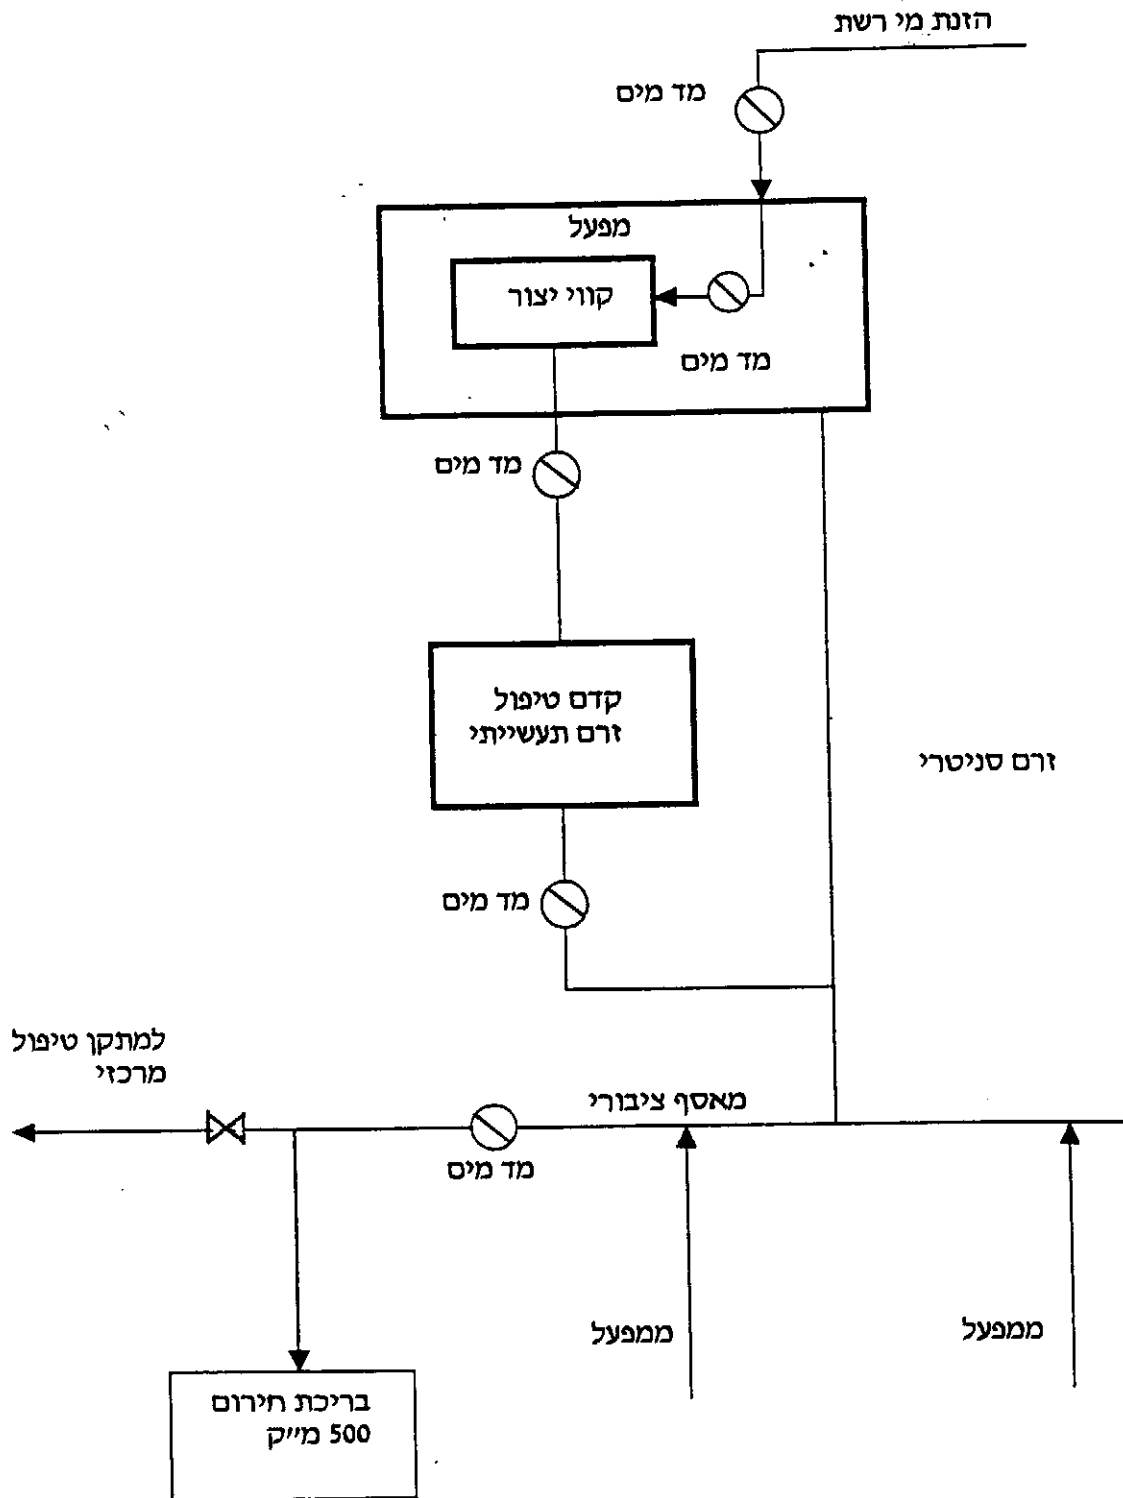 הזנת מי רשת
מד מים
מפעל
קווי יצור
מד מים
מד מים
קדם טיפול
זרם תעשייתי
זרם סניטרי
מד מים
למתקן טיפול
מרכזי
מאסף ציבורי
מד מים
ממפעל
ממפעל
בריכת חירום
500 מייק